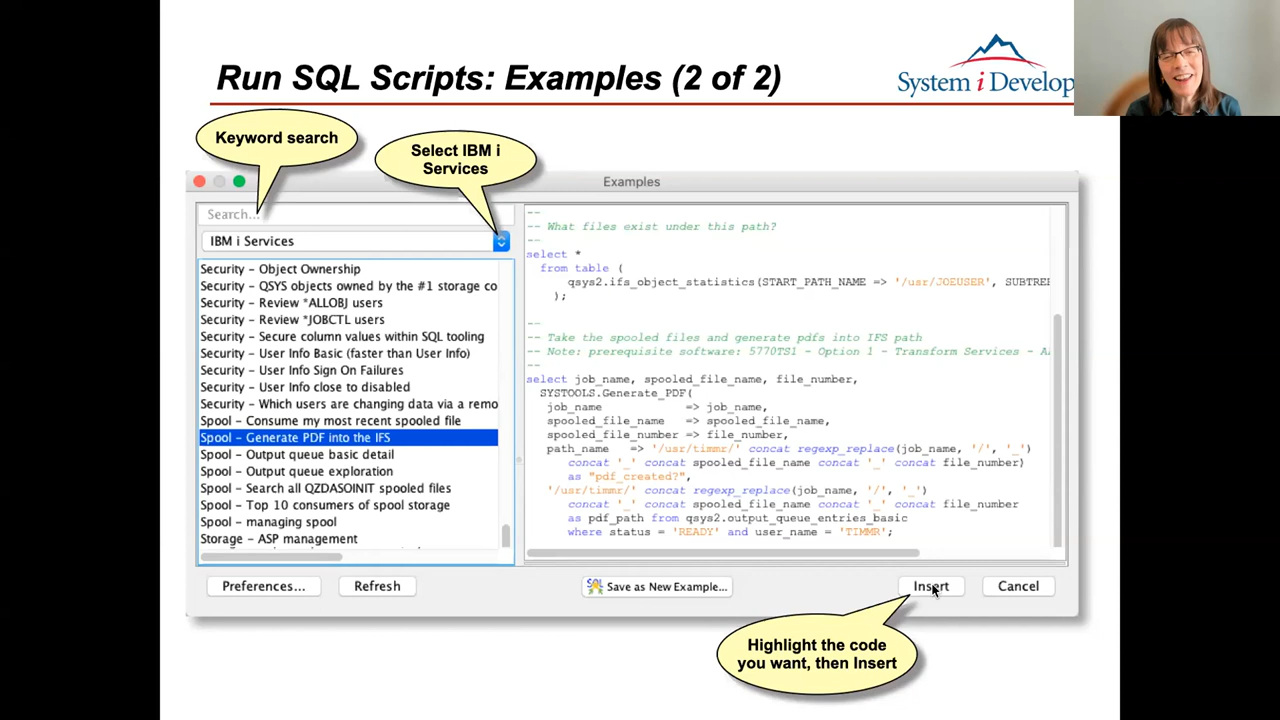 Run SQL Scripts: Examples (2 of 2)
System i Develop
Keyword search
Select IBM i
Services
Examples
Search...
IBM i Services
Security - Object Ownership
Security - QSYS objects owned by the #1 storage co
Security - Review *ALLOBJ users
Security - Review *JOBCTL users
Security - Secure column values within SQL tooling
Security - User Info Basic (faster than User Info)
Security - User Info Sign On Failures
Security - User Info close to disabled
Security - Which users are changing data via a remo
Spool - Consume my most recent spooled file
Spool - Generate PDF into the IFS
Spool - Output queue basic detail
Spool - Output queue exploration
Spool - Search all QZDASOINIT spooled files
Spool - Top 10 consumers of spool storage
Spool - managing spool
Storage - ASP management
--
-- What files exist under this path?
--
select *
from table (
qsys2.ifs_object_statistics(START_PATH_NAME => '/usr/JOEUSER', SUBTREE
);
--
-- Take the spooled files and generate pdfs into IFS path
-- Note: prerequisite software: 5770TS1 - Option 1 - Transform Services - A
--
select job_name, spooled_file_name, file_number,
SYSTOOLS.Generate_PDF(
job_name => job_name,
spooled_file_name => spooled_file_name,
spooled_file_number => file_number,
path_name => '/usr/timmr/' concat regexp_replace(job_name, '/', '_')
concat '_' concat spooled_file_name concat '_' concat file_number)
as "pdf_created?",
'/usr/timmr/' concat regexp_replace(job_name, '/', '_')
concat '_' concat spooled_file_name concat '_' concat file_number
as pdf_path from qsys2.output_queue_entries_basic
where status = 'READY' and user_name = 'TIMMR';
Preferences...
Refresh
Save as New Example...
Insert
Cancel
Highlight the code
you want, then Insert